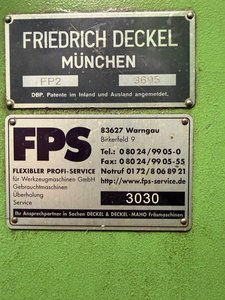 FRIEDRICH DECKEL
MÜNCHEN
FP2 3695
DBP. Patente im Inland und Ausland angemeldet.
FPS
FLEXIBLER PROFI-SERVICE
für Werkzeugmaschinen GmbH
Gebrauchtmaschinen
Überholung
Service
83627 Warngau
Birkerfeld 9
Tel.: 0 80 24/99 05-0
Fax: 0 80 24/99 05-55
Notruf 01 72/8 06 89 21
http://www.fps-service.de
3030
Ihr Ansprechpartner in Sachen DECKEL & DECKEL - MAHO Fräsmaschinen